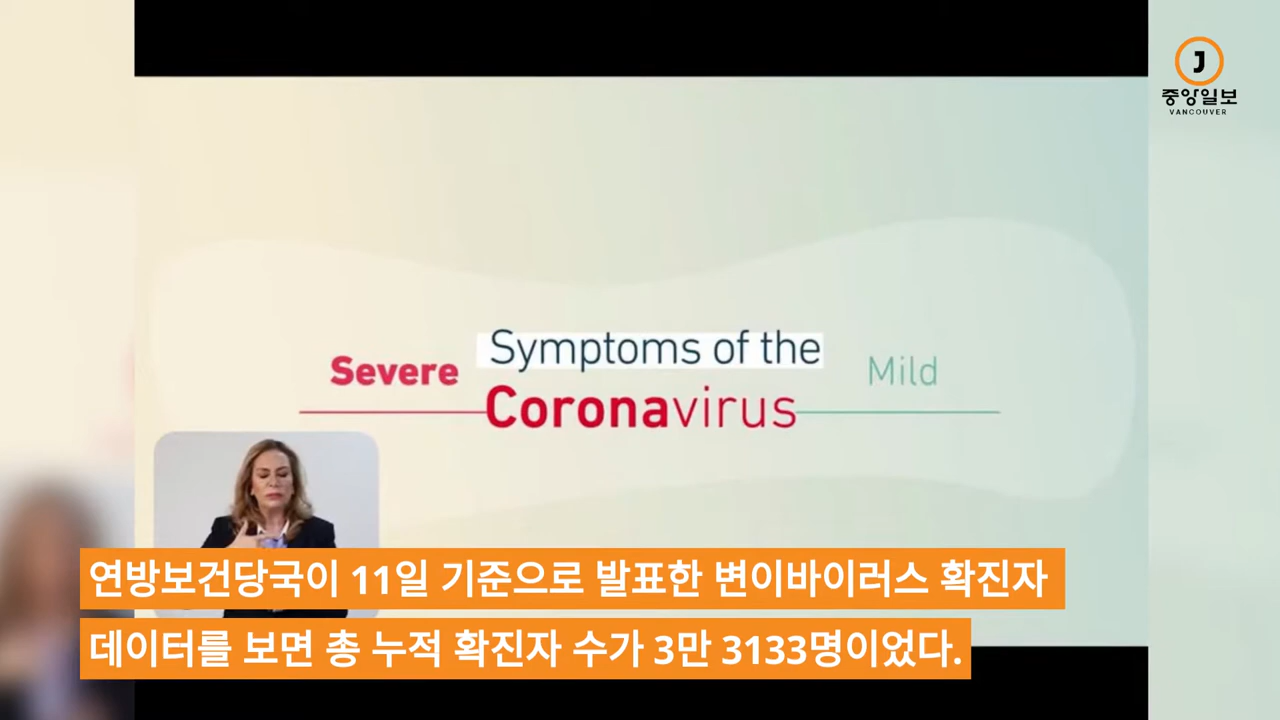 J
중앙일보
VANCOUVER
Symptoms of the
Severe
Mild
Coronavirus
연방보건당국이 11일 기준으로 발표한 변이바이러스 확진자
데이터를 보면 총 누적 확진자 수가 3만 3133명이었다.